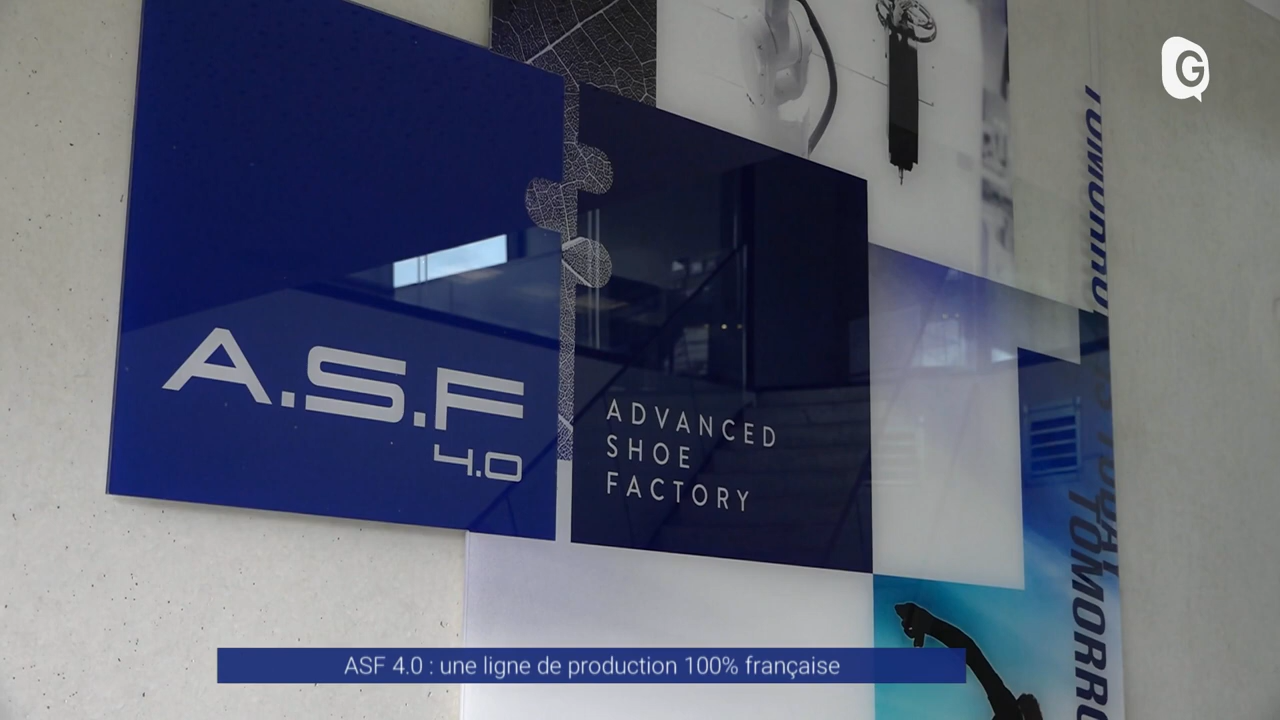 G
A.S.F
4.0
ADVANCED
SHOE
FACTORY
TOMORRO
ASF 4.0 : une ligne de production 100% française